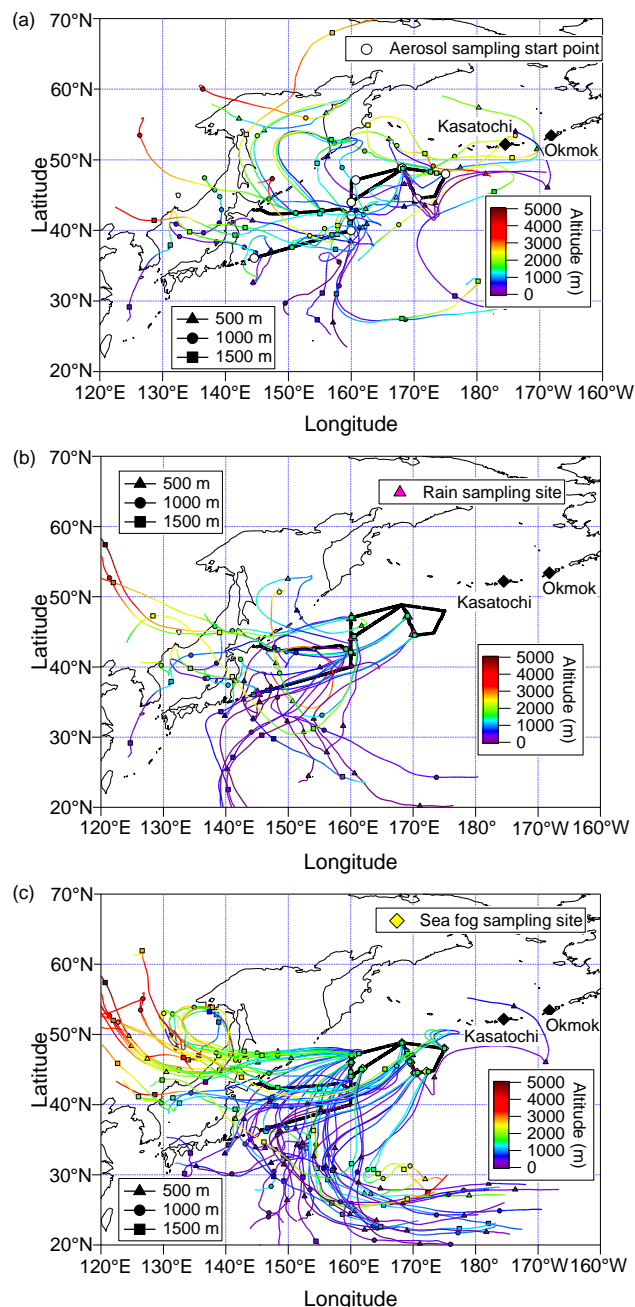 (a)
70°N
60°N
50°N
40°N
30°N
20°N
Latitude
Aerosol sampling start point
Kasatochi
Okmok
5000
4000
3000
2000
1000
0
Altitude (m)
500 m
1000 m
1500 m
120°E 130°E 140°E 150°E 160°E 170°E 180° 170°W 160°W
Longitude
(b)
70°N
60°N
50°N
40°N
30°N
20°N
Latitude
500 m
1000 m
1500 m
Rain sampling site
Kasatochi
Okmok
5000
4000
3000
2000
1000
0
Altitude (m)
120°E 130°E 140°E 150°E 160°E 170°E 180° 170°W 160°W
Longitude
(c)
70°N
60°N
50°N
40°N
30°N
20°N
Latitude
Sea fog sampling site
Kasatochi
Okmok
5000
4000
3000
2000
1000
0
Altitude (m)
500 m
1000 m
1500 m
120°E 130°E 140°E 150°E 160°E 170°E 180° 170°W 160°W
Longitude